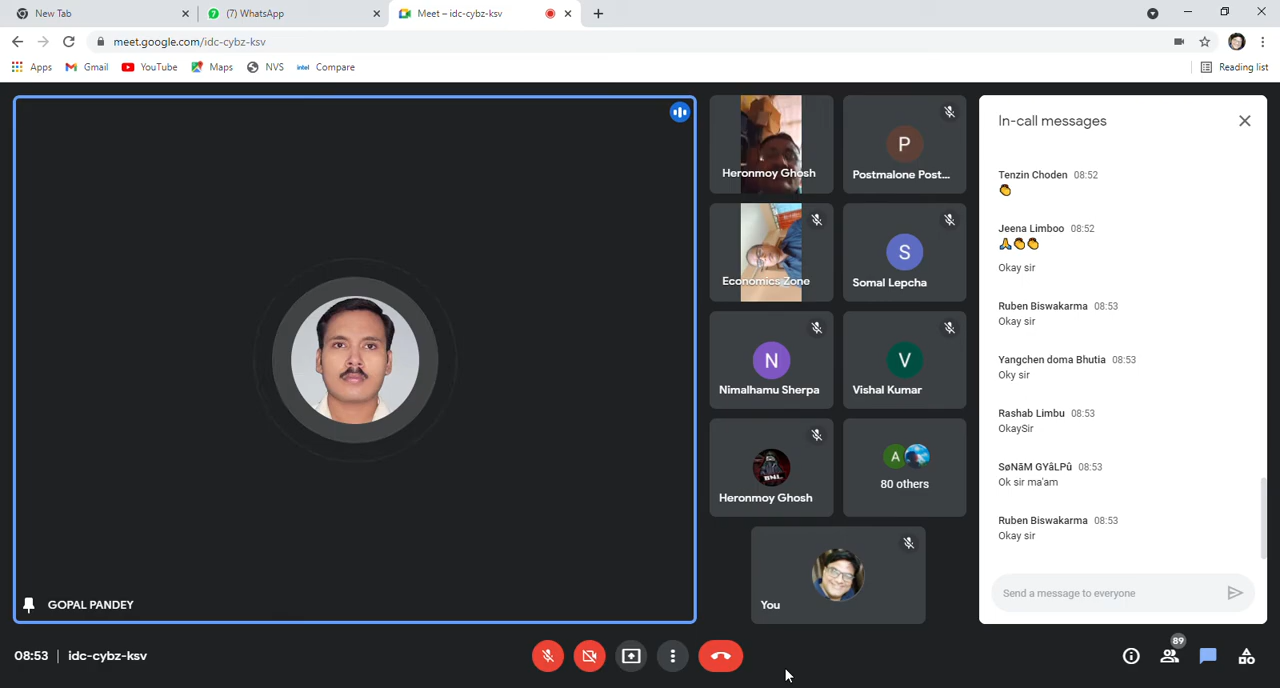 New Tab
(7) WhatsApp
Meet – idc-cybz-ksv
meet.google.com/idc-cybz-ksv
Apps
Gmail
YouTube
Maps
NVS
intel
Compare
Reading list
GOPAL PANDEY
Heronmoy Ghosh
P
Postmalone Post...
Economics Zone
S
Somal Lepcha
N
Nimalhamu Sherpa
V
Vishal Kumar
Heronmoy Ghosh
A
80 others
You
In-call messages
Tenzin Choden 08:52
👏
Jeena Limboo 08:52
🙏👏👏
Okay sir
Ruben Biswakarma 08:53
Okay sir
Yangchen doma Bhutia 08:53
Oky sir
Rashab Limbu 08:53
OkaySir
SøNãM GYâLPū 08:53
Ok sir ma'am
Ruben Biswakarma 08:53
Okay sir
Send a message to everyone
08:53 | idc-cybz-ksv
89